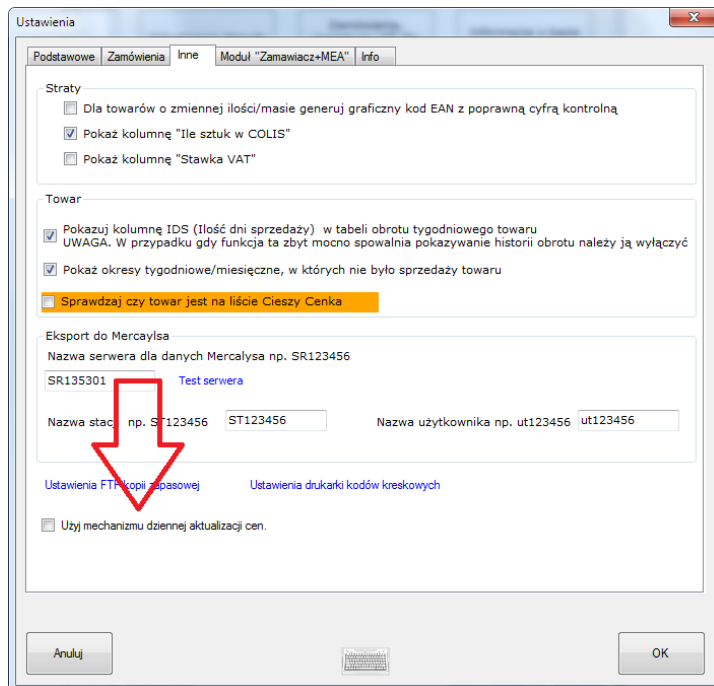 Ustawienia
Podstawowe Zamówienia Inne Moduł "Zamawiacz+MEA" Info
Straty
Dla towarów o zmiennej ilości/masie generuj graficzny kod EAN z poprawną cyfrą kontrolną
Pokaż kolumnę "Ile sztuk w COLIS"
Pokaż kolumnę "Stawka VAT"
Towar
Pokazuj kolumnę IDS (Ilość dni sprzedaży) w tabeli obrotu tygodniowego towaru
UWAGA. W przypadku gdy funkcja ta zbyt mocno spowalnia pokazywanie historii obrotu należy ją wyłączyć
Pokaż okresy tygodniowe/miesięczne, w których nie było sprzedaży towaru
Sprawdzaj czy towar jest na liście Cieszy Cenka
Eksport do Mercaylsa
Nazwa serwera dla danych Mercalysa np. SR123456
SR135301 Test serwera
Nazwa stacji np. ST123456 ST123456 Nazwa użytkownika np. ut123456 ut123456
Ustawienia FTP kopii zapasowej Ustawienia drukarki kodów kreskowych
Użyj mechanizmu dziennej aktualizacji cen.
Anuluj OK